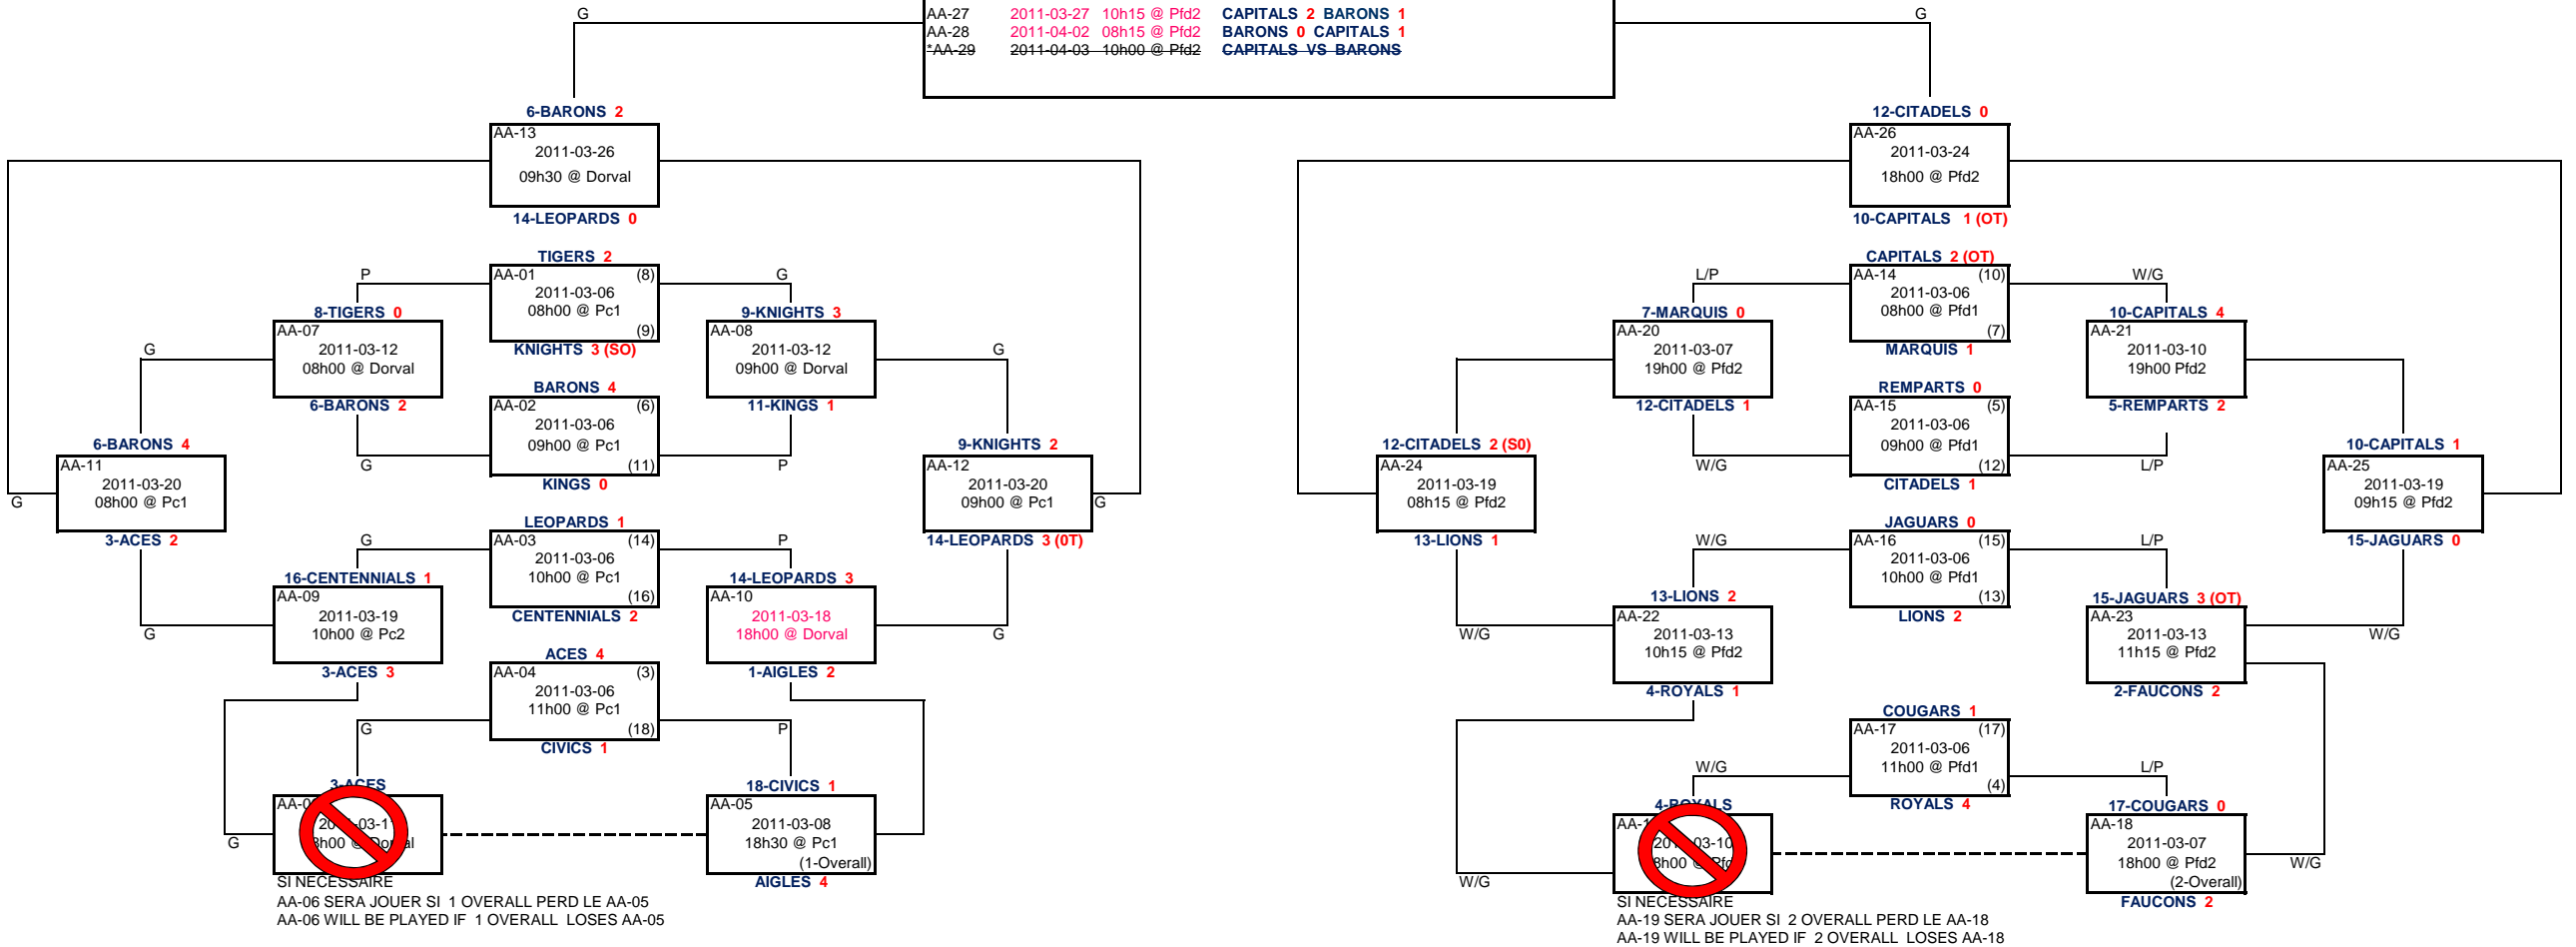 G
AA-27 2011-03-27 10h15 @ Pfd2 CAPITALS 2 BARONS 1
G
AA-28 2011-04-02 08h15 @ Pfd2 BARONS 0 CAPITALS 1
*AA-29 2011-04-03 10h00 @ Pfd2 CAPITALS VS BARONS
6-BARONS 2
AA-13
2011-03-26
09h30 @ Dorval
14-LEOPARDS 0
TIGERS 2
P
AA-01 (8)
G
2011-03-06
08h00 @ Pc1
(9)
KNIGHTS 3 (SO)
8-TIGERS 0
AA-07
2011-03-12
08h00 @ Dorval
6-BARONS 2
G
9-KNIGHTS 3
AA-08
2011-03-12
09h00 @ Dorval
11-KINGS 1
G
BARONS 4
AA-02 (6)
2011-03-06
09h00 @ Pc1
G
(11)
P
KINGS 0
6-BARONS 4
AA-11
2011-03-20
08h00 @ Pc1
G
3-ACES 2
9-KNIGHTS 2
AA-12
2011-03-20
09h00 @ Pc1
G
14-LEOPARDS 3 (0T)
LEOPARDS 1
G
AA-03 (14)
P
2011-03-06
10h00 @ Pc1
(16)
CENTENNIALS 2
16-CENTENNIALS 1
AA-09
2011-03-19
10h00 @ Pc2
G
3-ACES 3
14-LEOPARDS 3
AA-10
2011-03-18
18h00 @ Dorval
G
1-AIGLES 2
ACES 4
AA-04 (3)
2011-03-06
11h00 @ Pc1
G
(18)
P
CIVICS 1
3-ACES
G
18-CIVICS 1
AA-05
2011-03-08
18h30 @ Pc1
(1-Overall)
AIGLES 4
SI NECESSAIRE
AA-06 SERA JOUER SI 1 OVERALL PERD LE AA-05
AA-06 WILL BE PLAYED IF 1 OVERALL LOSES AA-05
12-CITADELS 0
AA-26
2011-03-24
18h00 @ Pfd2
10-CAPITALS 1 (OT)
CAPITALS 2 (OT)
L/P
AA-14 (10)
W/G
2011-03-06
08h00 @ Pfd1
(7)
MARQUIS 1
7-MARQUIS 0
AA-20
2011-03-07
19h00 @ Pfd2
12-CITADELS 1
10-CAPITALS 4
AA-21
2011-03-10
19h00 Pfd2
5-REMPARTS 2
REMPARTS 0
AA-15 (5)
2011-03-06
09h00 @ Pfd1
W/G
(12)
L/P
CITADELS 1
12-CITADELS 2 (S0)
AA-24
2011-03-19
08h15 @ Pfd2
13-LIONS 1
10-CAPITALS 1
AA-25
2011-03-19
09h15 @ Pfd2
15-JAGUARS 0
JAGUARS 0
W/G
AA-16 (15)
L/P
2011-03-06
10h00 @ Pfd1
(13)
LIONS 2
13-LIONS 2
AA-22
2011-03-13
10h15 @ Pfd2
W/G
4-ROYALS 1
15-JAGUARS 3 (OT)
AA-23
2011-03-13
11h15 @ Pfd2
W/G
2-FAUCONS 2
COUGARS 1
AA-17 (17)
2011-03-06
11h00 @ Pfd1
W/G
(4)
L/P
ROYALS 4
4-ROYALS
W/G
17-COUGARS 0
AA-18
2011-03-07
18h00 @ Pfd2
W/G
(2-Overall)
FAUCONS 2
SI NECESSAIRE
AA-19 SERA JOUER SI 2 OVERALL PERD LE AA-18
AA-19 WILL BE PLAYED IF 2 OVERALL LOSES AA-18